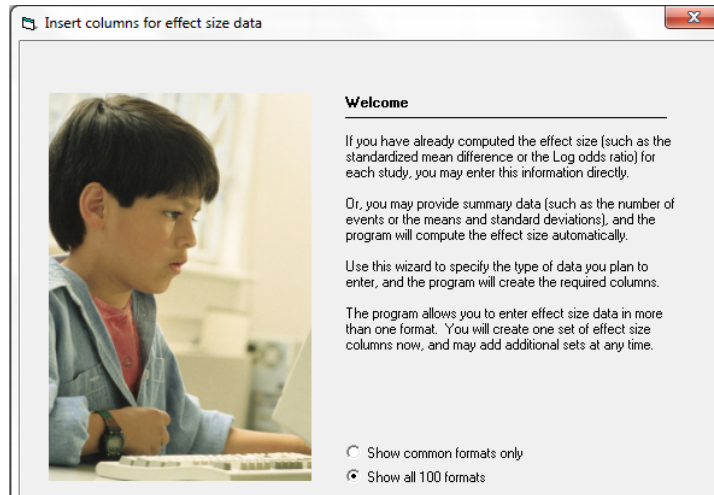 Insert columns for effect size data
Welcome
If you have already computed the effect size (such as the
standardized mean difference or the Log odds ratio) for
each study, you may enter this information directly.
Or, you may provide summary data (such as the number of
events or the means and standard deviations), and the
program will compute the effect size automatically.
Use this wizard to specify the type of data you plan to
enter, and the program will create the required columns.
The program allows you to enter effect size data in more
than one format.  You will create one set of effect size
columns now, and may add additional sets at any time.
Show common formats only
Show all 100 formats